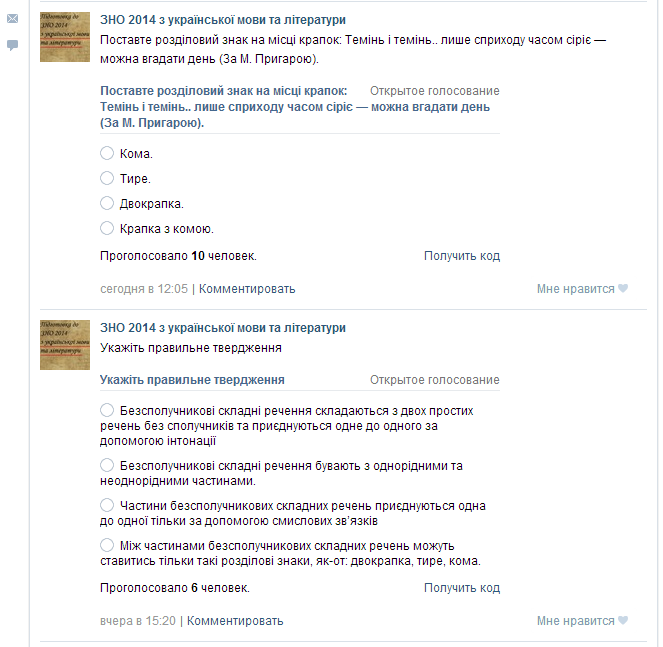 Підготовка до
ЗНО 2014
з української мови
та літератури
ЗНО 2014 з української мови та літератури
Поставте розділовий знак на місці крапок: Темінь і темінь.. лише сприходу часом сіріє —
можна вгадати день (За М. Пригарою).
Поставте розділовий знак на місці крапок: Открытое голосование
Темінь і темінь.. лише сприходу часом сіріє — можна вгадати день
(За М. Пригарою).
Кома.
Тире.
Двокрапка.
Крапка з комою.
Проголосовало 10 человек. Получить код
сегодня в 12:05 | Комментировать Мне нравится
Підготовка до
ЗНО 2014
з української мови
та літератури
ЗНО 2014 з української мови та літератури
Укажіть правильне твердження
Укажіть правильне твердження Открытое голосование
Безсполучникові складні речення складаються з двох простих
речень без сполучників та приєднуються одне до одного за
допомогою інтонації
Безсполучникові складні речення бувають з однорідними та
неоднорідними частинами.
Частини безсполучникових складних речень приєднуються одна
до одної тільки за допомогою смислових зв'язків
Між частинами безсполучникових складних речень можуть
ставитись тільки такі розділові знаки, як-от: двокрапка, тире, кома.
Проголосовало 6 человек. Получить код
вчера в 15:20 | Комментировать Мне нравится